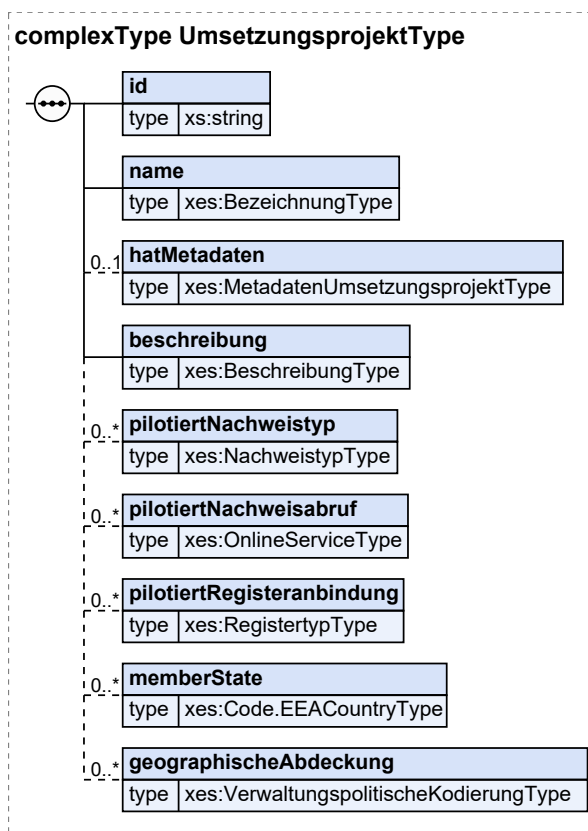 complexType UmsetzungsprojektType
id
type xs:string
name
type xes:BezeichnungType
0..1 hatMetadaten
type xes:MetadatenUmsetzungsprojektType
beschreibung
type xes:BeschreibungType
0..* pilotiertNachweistyp
type xes:NachweistypType
0..* pilotiertNachweisabruf
type xes:OnlineServiceType
0..* pilotiertRegisteranbindung
type xes:RegistertypType
0..* memberState
type xes:Code.EEACountryType
0..* geographischeAbdeckung
type xes:VerwaltungspolitischeKodierungType